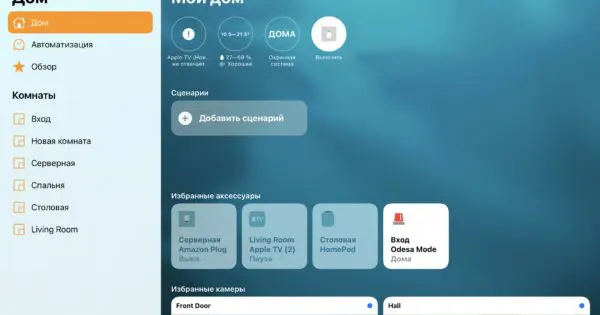 Дом
Дом
Автоматизация
Обзор
Комнаты
Вход
Новая комната
Серверная
Спальня
Столовая
Living Room
Мой дом
10.5—21.5°
ДОМА
Apple TV (Нов...
не отвечает
27—69 %
Хорошее
Охранная
система
Включить
Сценарии
Добавить сценарий
Избранные аксессуары
Серверная
Amazon Plug
Выкл.
tv
Living Room
Apple TV (2)
Пауза
Столовая
HomePod
Вход
Odesa Mode
Дома
Избранные камеры
Front Door
Hall